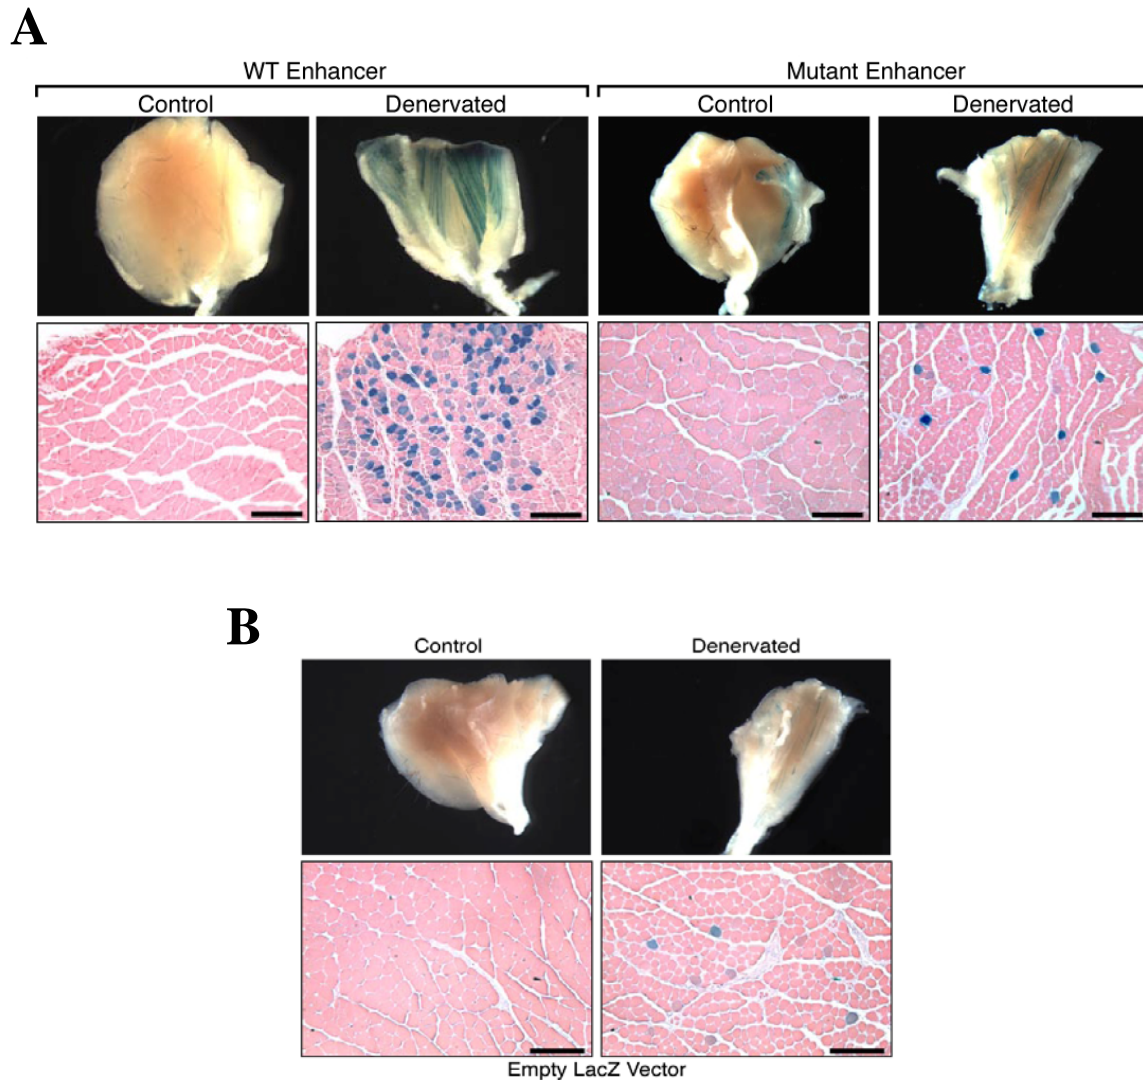 A
WT Enhancer Mutant Enhancer
Control Denervated Control Denervated
B
Control Denervated
Empty LacZ Vector